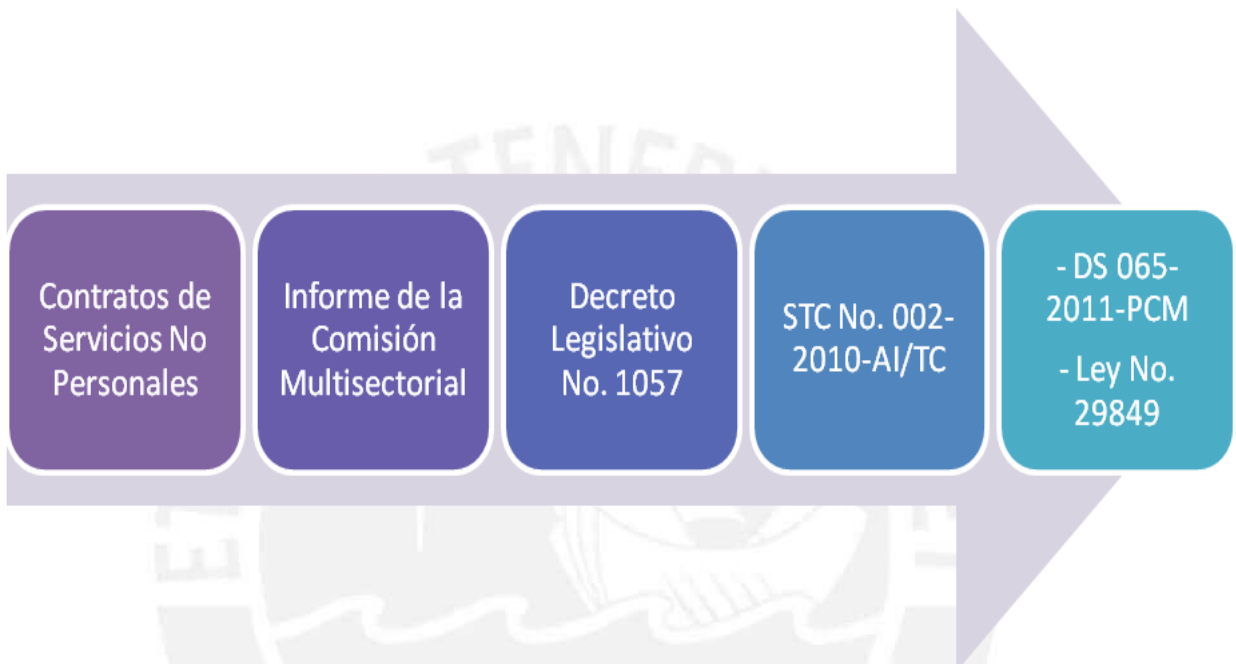 Contratos de
Servicios No
Personales
Informe de la
Comisión
Multisectorial
Decreto
Legislativo
No. 1057
STC No. 002-
2010-AI/TC
- DS 065-
2011-PCM
- Ley No.
29849